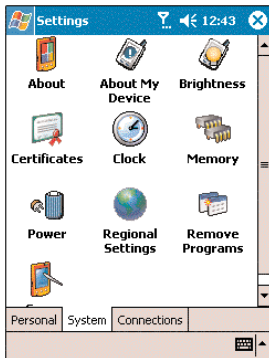 Settings 12:43
About About My Device Brightness
Certificates Clock Memory
Power Regional Settings Remove Programs
Personal System Connections